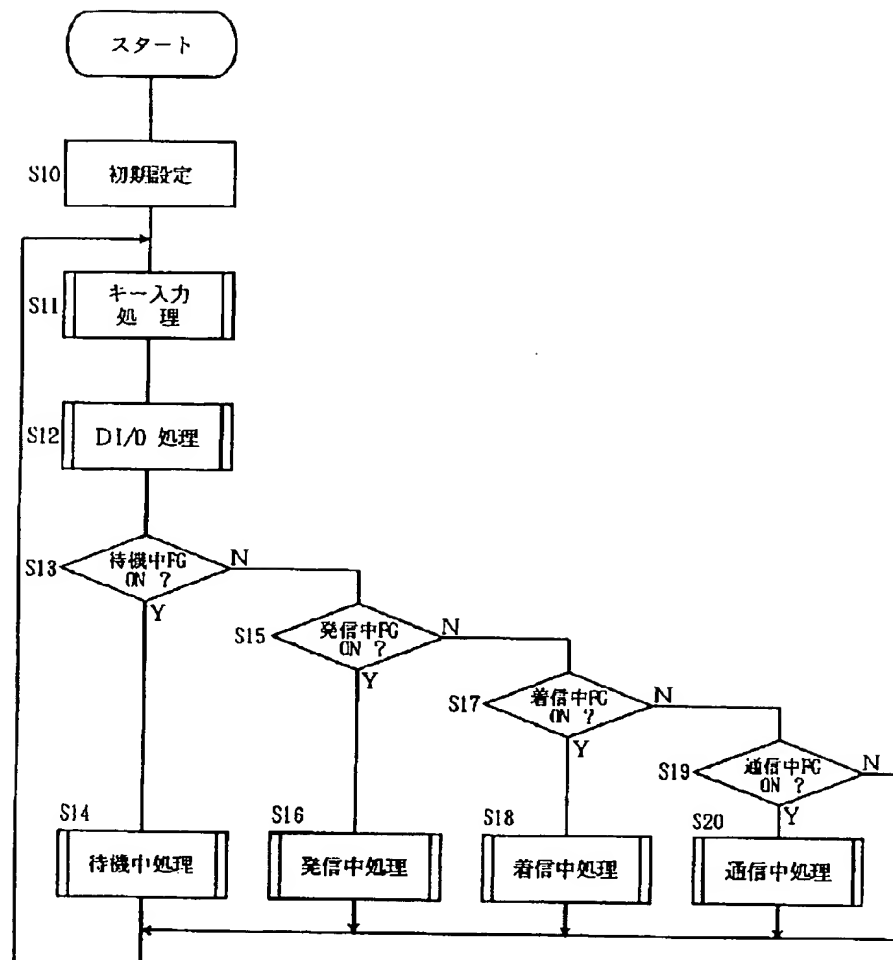 スタート
S10
初期設定
S11
キー入力
処 理
S12
DI/O 処理
S13
待機中FG
ON ?
N
Y
S15
発信中FG
ON ?
N
Y
S17
着信中FG
ON ?
N
Y
S19
通信中FG
ON ?
N
Y
S14
待機中処理
S16
発信中処理
S18
着信中処理
S20
通信中処理